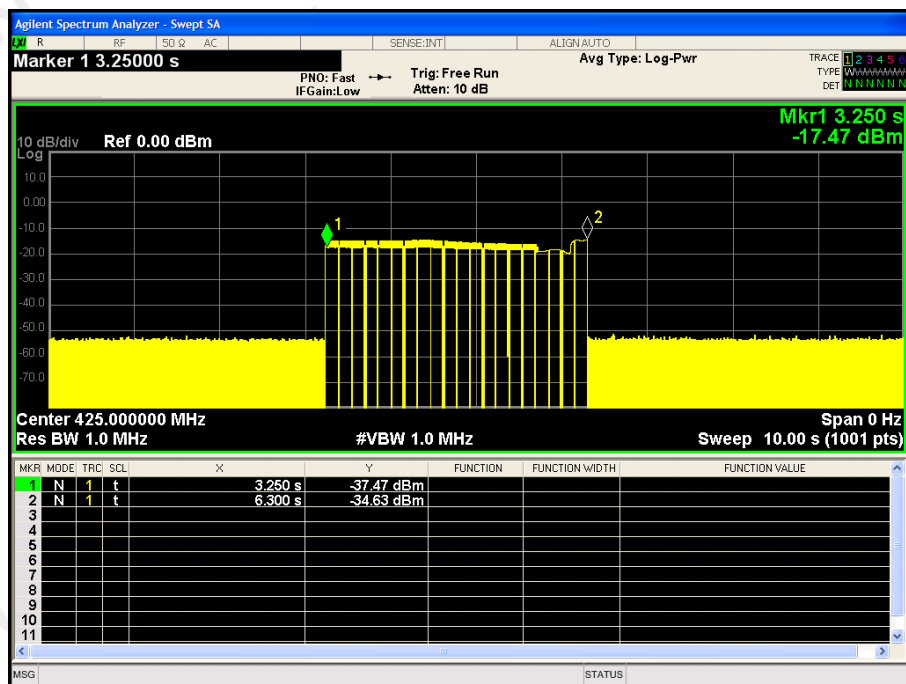 Agilent Spectrum Analyzer - Swept SA
LXI R RF 50 Ω AC SENSE:INT ALIGNAUTO
Marker 1 3.25000 s
PNO: Fast Trig: Free Run Avg Type: Log-Pwr TRACE 1 2 3 4 5 6
IFGain:Low Atten: 10 dB TYPE WWWWWW
DET N N N N N N
Mkr1 3.250 s
10 dB/div Ref 0.00 dBm -17.47 dBm
Log
10.0
0.00
1 2
-10.0
-20.0
-30.0
-40.0
-50.0
-60.0
-70.0
Center 425.000000 MHz Span 0 Hz
Res BW 1.0 MHz #VBW 1.0 MHz Sweep 10.00 s (1001 pts)
MKR MODE TRC SCL X Y FUNCTION FUNCTION WIDTH FUNCTION VALUE
1 N 1 t 3.250 s -37.47 dBm
2 N 1 t 6.300 s -34.63 dBm
3
4
5
6
7
8
9
10
11
MSG STATUS